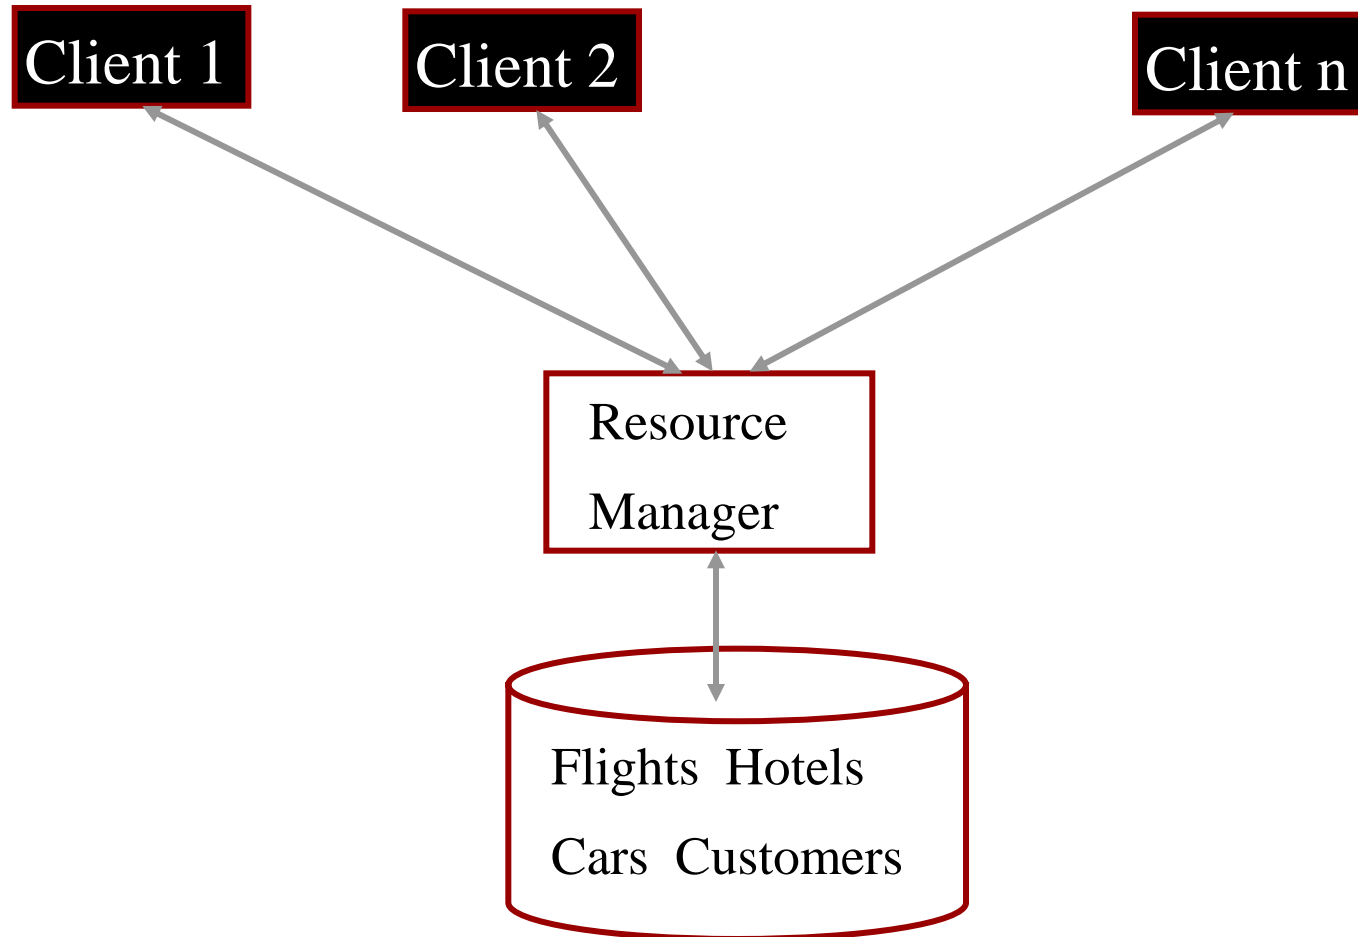 Client 1
Client 2
Client n
Resource
Manager
Flights Hotels
Cars Customers